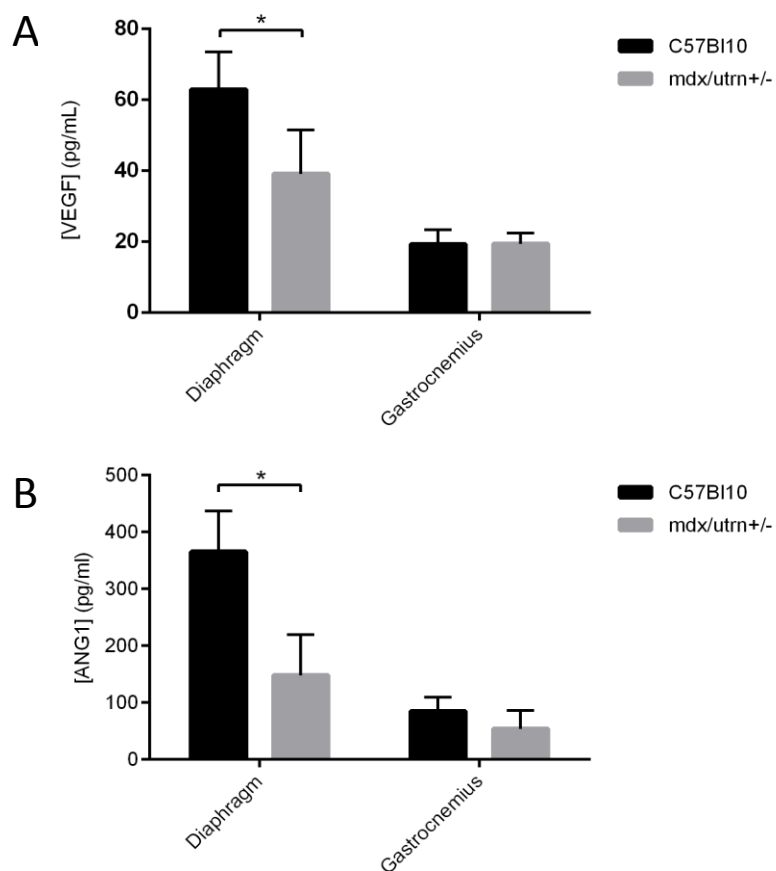 A
80
60
40
20
0
[VEGF] (pg/mL)
*
Diaphragm
Gastrocnemius
C57Bl10
mdx/utrn+/-
B
500
400
300
200
100
0
[ANG1] (pg/ml)
*
Diaphragm
Gastrocnemius
C57Bl10
mdx/utrn+/-